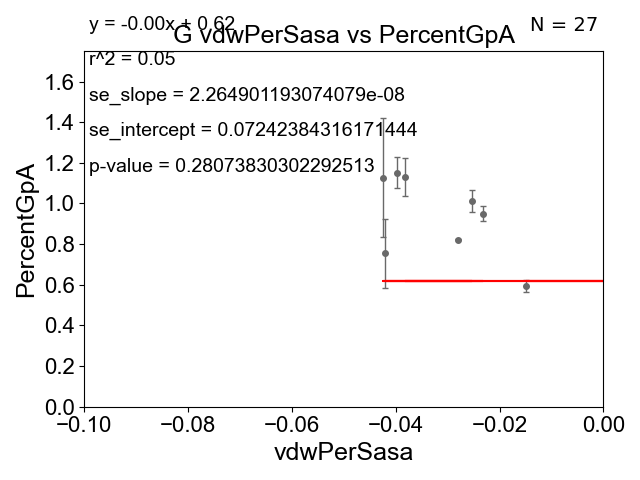 y = -0.00x + 0.62
G vdwPerSasa vs PercentGpA
N = 27
r^2 = 0.05
se_slope = 2.264901193074079e-08
se_intercept = 0.07242384316171444
p-value = 0.28073830302292513
PercentGpA
1.6
1.4
1.2
1.0
0.8
0.6
0.4
0.2
0.0
−0.10 −0.08 −0.06 −0.04 −0.02 0.00
vdwPerSasa